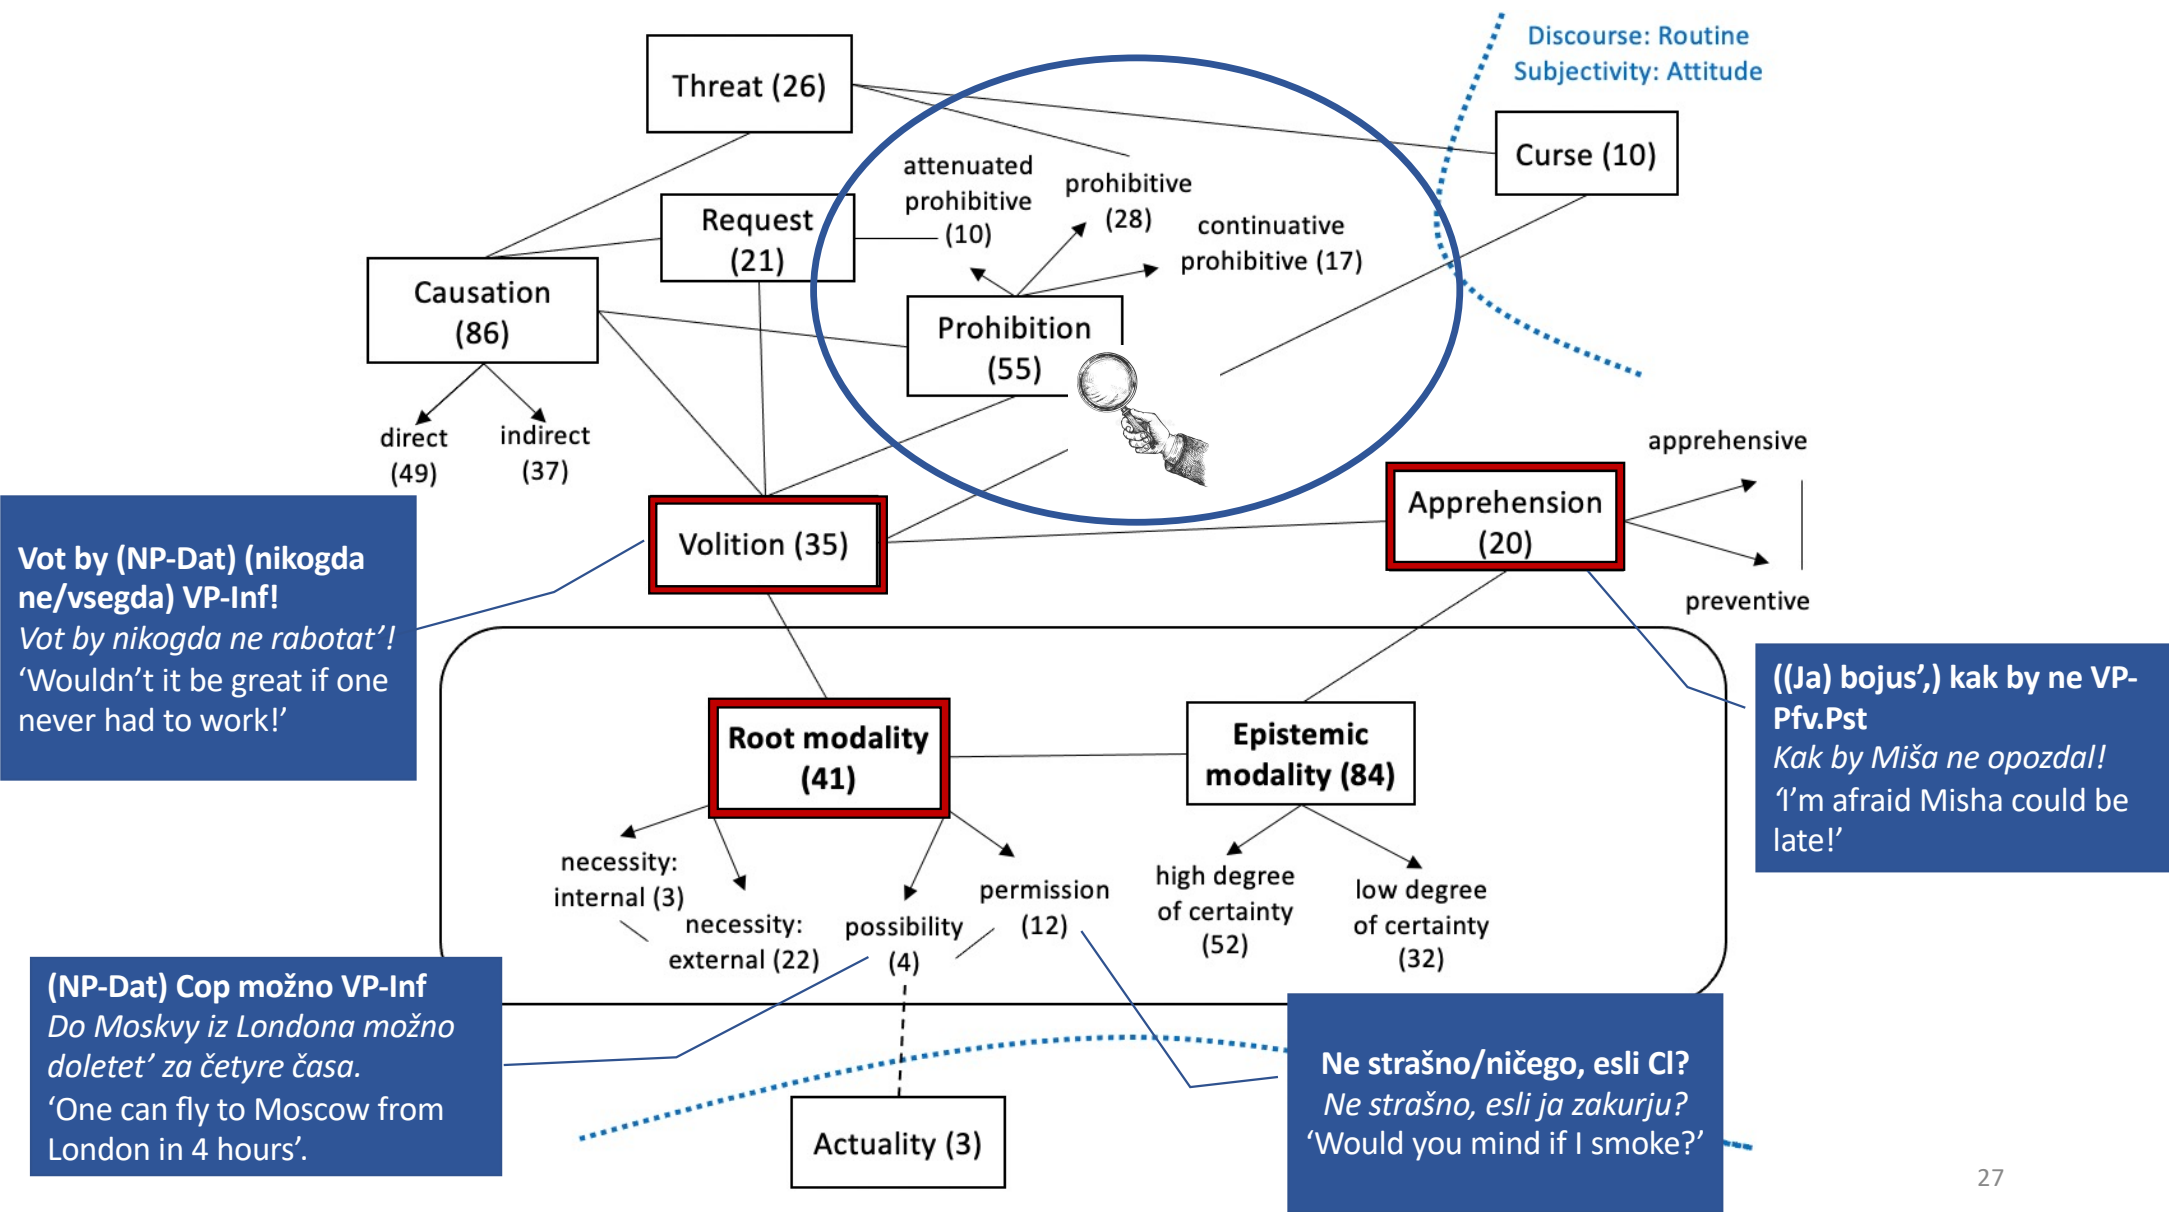 Discourse: Routine
Subjectivity: Attitude
Threat (26)
Curse (10)
attenuated
prohibitive
(10)
prohibitive
(28)
continuative
prohibitive (17)
Request
(21)
Causation
(86)
Prohibition
(55)
direct
(49)
indirect
(37)
apprehensive
Apprehension
(20)
preventive
Volition (35)
Vot by (NP-Dat) (nikogda
ne/vsegda) VP-Inf!
Vot by nikogda ne rabotat’!
‘Wouldn’t it be great if one
never had to work!’
((Ja) bojus’,) kak by ne VP-
Pfv.Pst
Kak by Miša ne opozdal!
‘I’m afraid Misha could be
late!’
Root modality
(41)
Epistemic
modality (84)
necessity:
internal (3)
necessity:
external (22)
possibility
(4)
permission
(12)
high degree
of certainty
(52)
low degree
of certainty
(32)
(NP-Dat) Cop možno VP-Inf
Do Moskvy iz Londona možno
doletet’ za četyre časa.
‘One can fly to Moscow from
London in 4 hours’.
Ne strašno/ničego, esli Cl?
Ne strašno, esli ja zakurju?
‘Would you mind if I smoke?’
Actuality (3)
27